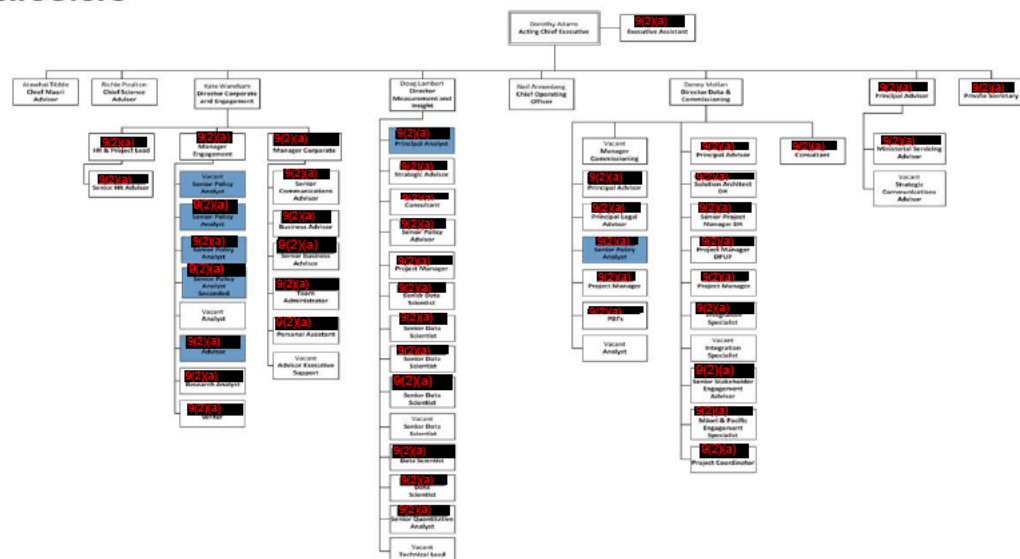 Dorothy Adams
Acting Chief Executive
9(2)(a)
Executive Assistant
Atawhai Tibble
Chief Maori
Advisor
Richie Poulton
Chief Science
Advisor
Kate Wareham
Director Corporate
and Engagement
Doug Lambert
Director
Measurement and
Insight
Neil
Chief Operating
Officer
Denny Mollan
Director Data &
Commissioning
9(2)(a)
Principal Advisor
9(2)(a)
Private Secretary
9(2)(a)
HR & Project Lead
9(2)(a)
Senior HR Advisor
9(2)(a)
Manager
Engagement
Vacant
Senior Policy
Analyst
9(2)(a)
Senior Policy
Analyst
9(2)(a)
Senior Policy
Analyst
9(2)(a)
Senior Policy
Analyst
Seconded
Vacant
Analyst
9(2)(a)
Advisor
9(2)(a)
Research Analyst
9(2)(a)
Writer
9(2)(a)
Manager Corporate
9(2)(a)
Senior
Communications
Advisor
9(2)(a)
Business Advisor
9(2)(a)
Senior Business
Advisor
9(2)(a)
Team
Administrator
9(2)(a)
Personal Assistant
Vacant
Advisor Executive
Support
9(2)(a)
Principal Analyst
9(2)(a)
Strategic Advisor
9(2)(a)
Consultant
9(2)(a)
Senior Policy
Advisor
9(2)(a)
Project Manager
9(2)(a)
Senior Data
Scientist
9(2)(a)
Senior Data
Scientist
9(2)(a)
Senior Data
Scientist
9(2)(a)
Senior Data
Scientist
Vacant
Senior Data
Scientist
9(2)(a)
Data Scientist
9(2)(a)
Data
Scientist
9(2)(a)
Senior Quantitative
Analyst
Vacant
Technical Lead
Vacant
Manager
Commissioning
9(2)(a)
Principal Advisor
9(2)(a)
Principal Legal
Advisor
9(2)(a)
Senior Policy
Analyst
9(2)(a)
Project Manager
9(2)(a)
Vacant
Analyst
9(2)(a)
Principal Advisor
9(2)(a)
Solution Architect
DX
9(2)(a)
Senior Project
Manager DX
9(2)(a)
Project Manager
DPUP
9(2)(a)
Project Manager
9(2)(a)
Integration
Specialist
Vacant
Integration
Specialist
9(2)(a)
Senior Stakeholder
Engagement
Advisor
9(2)(a)
Māori & Pacific
Engagement
Specialist
9(2)(a)
Project Coordinator
9(2)(a)
Consultant
9(2)(a)
Ministerial Servicing
Advisor
Vacant
Strategic
Communications
Advisor